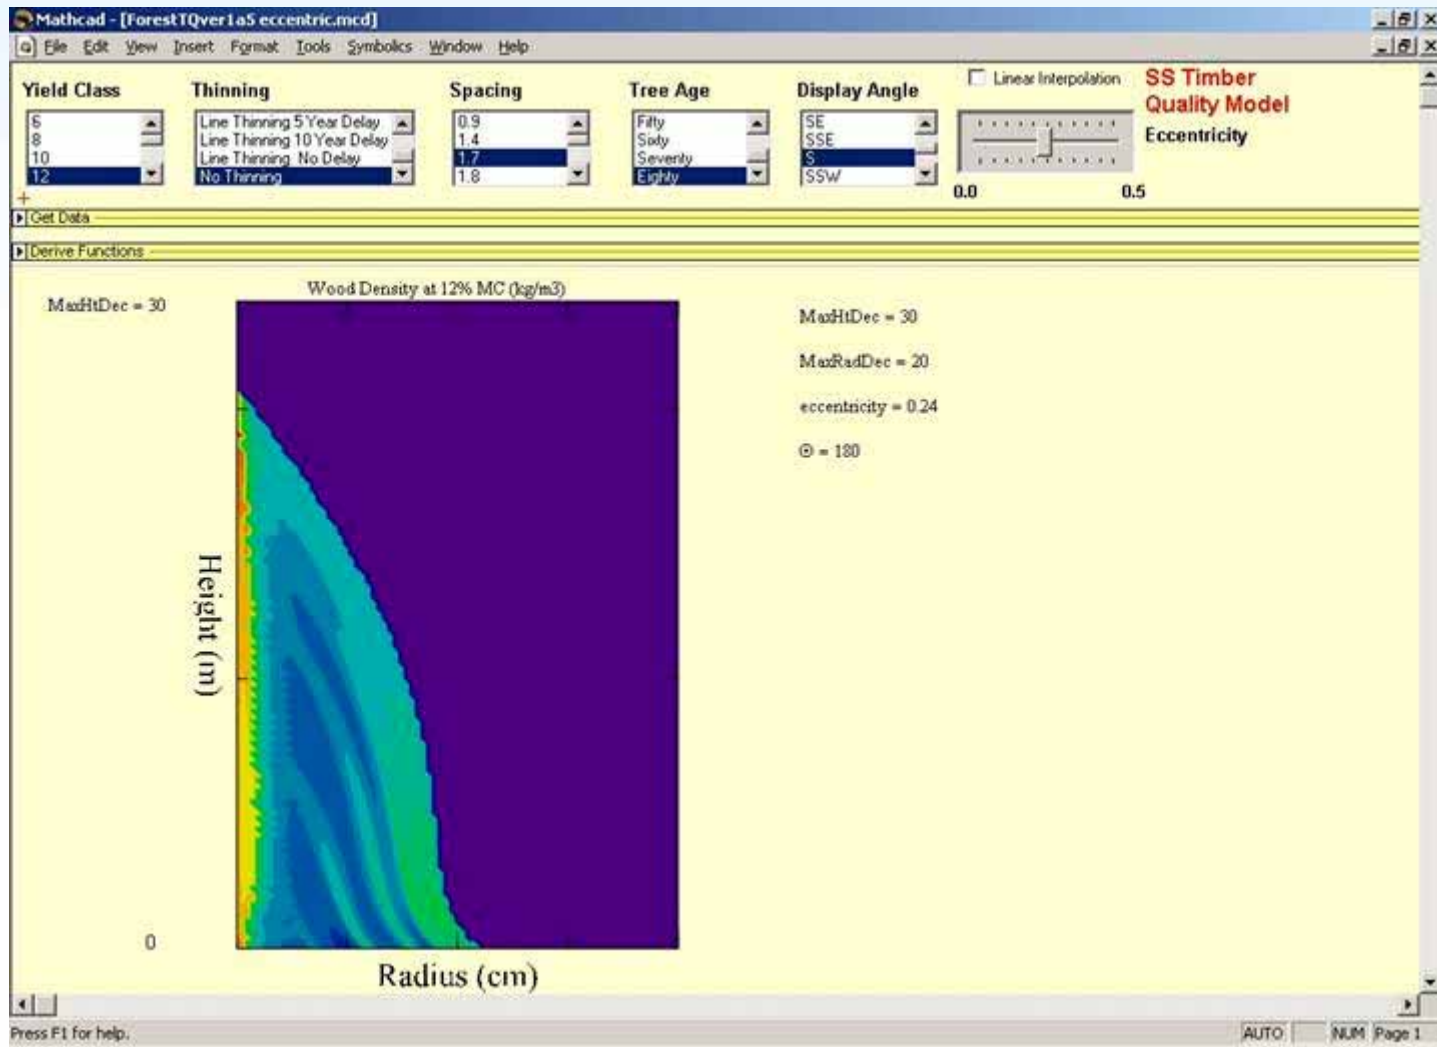 Mathcad - [ForestTQver1a5 eccentric.mcd]
File Edit View Insert Format Tools Symbolics Window Help
Yield Class
6
8
10
12
Thinning
Line Thinning 5 Year Delay
Line Thinning 10 Year Delay
Line Thinning No Delay
No Thinning
Spacing
0.9
1.4
1.7
1.8
Tree Age
Fifty
Sixty
Seventy
Eighty
Display Angle
SE
SSE
S
SSW
Linear Interpolation
0.0 0.5
SS Timber
Quality Model
Eccentricity
Get Data
Derive Functions
MaxHtDec = 30
Wood Density at 12% MC (kg/m3)
Height (m)
0
Radius (cm)
MaxHtDec = 30
MaxRadDec = 20
eccentricity = 0.24
Θ = 180
Press F1 for help.
AUTO NUM Page 1